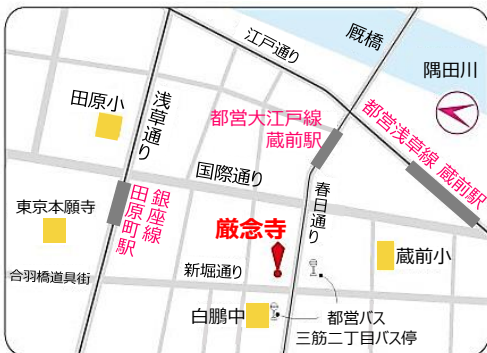 江戸通り
厩橋
隅田川
田原小
浅草通り
都営大江戸線
蔵前駅
都営浅草線 蔵前駅
国際通り
東京本願寺
銀座線
田原町駅
厳念寺
春日通り
合羽橋道具街
新堀通り
蔵前小
白鵬中
都営バス
三筋二丁目バス停